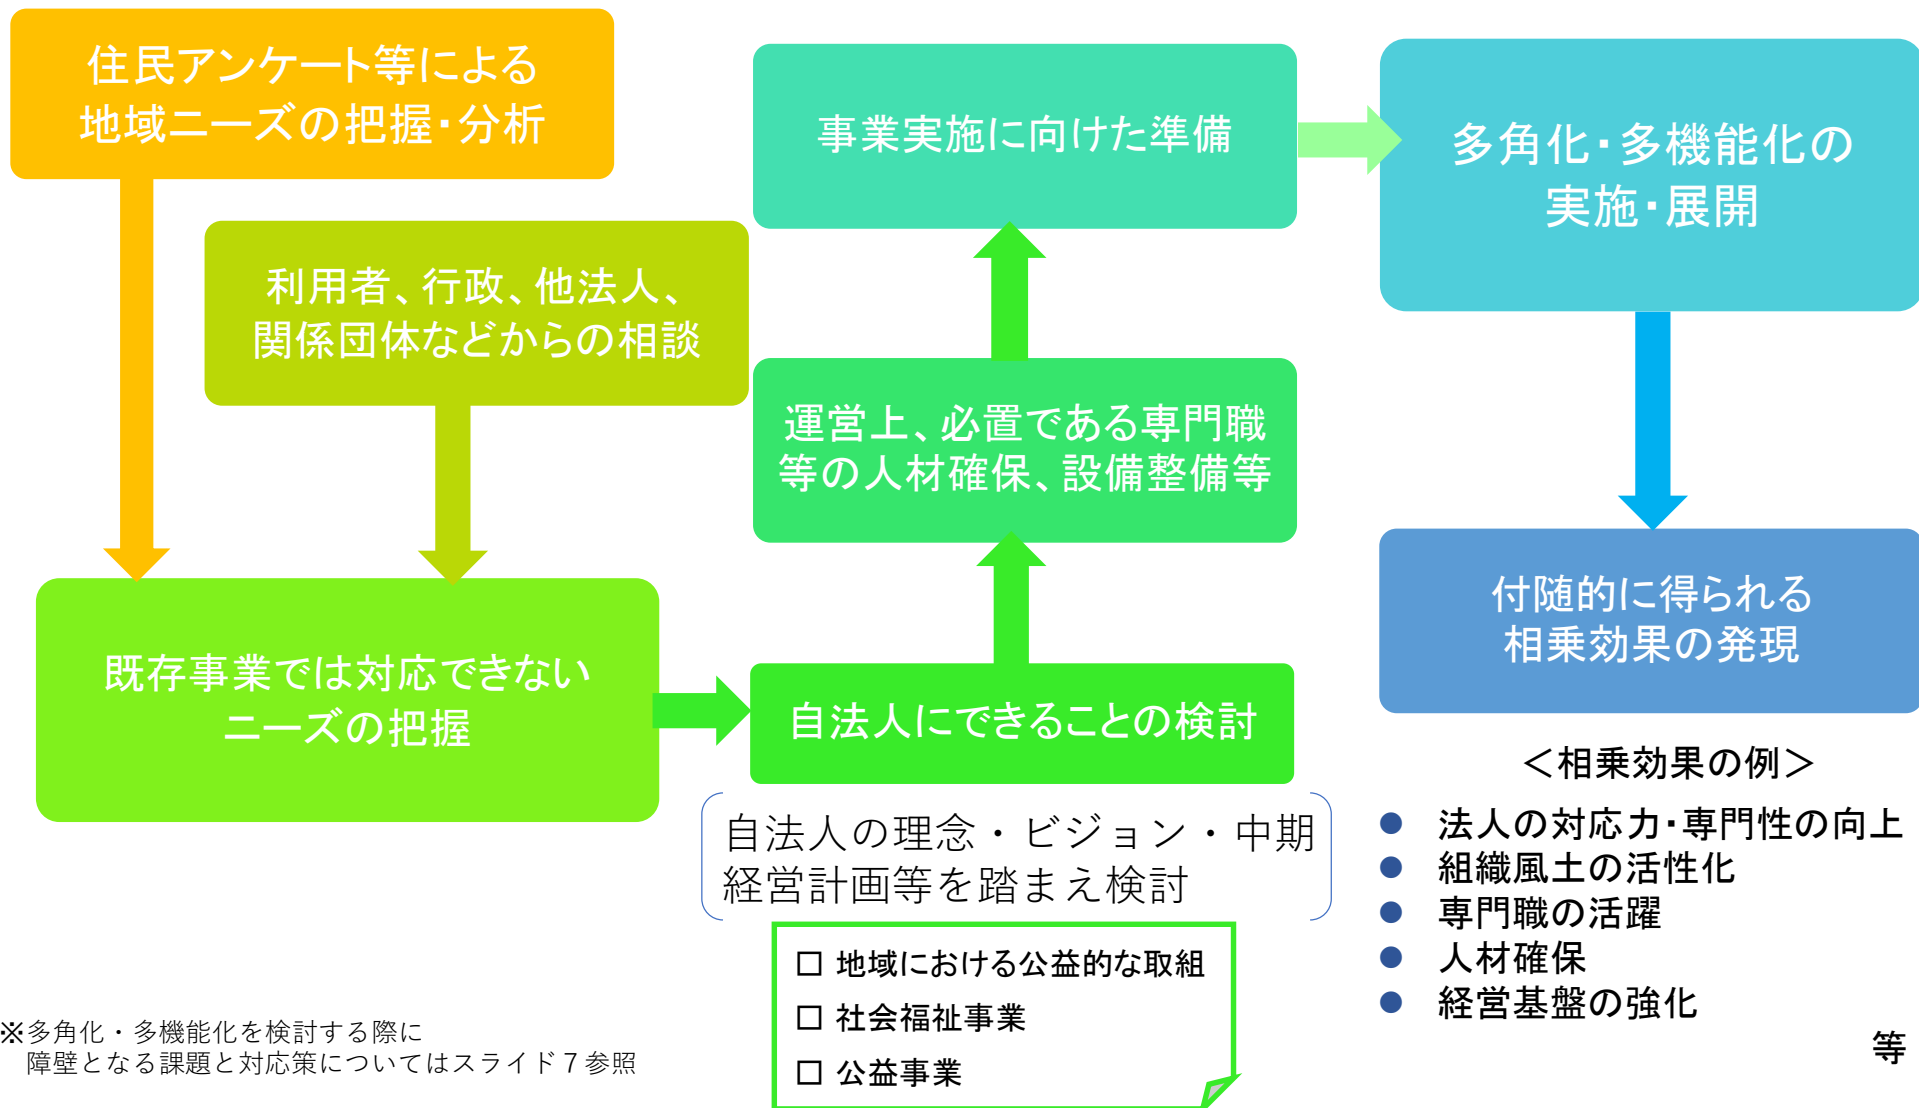 住民アンケート等による
地域ニーズの把握・分析
利用者、行政、他法人、
関係団体などからの相談
既存事業では対応できない
ニーズの把握
自法人にできることの検討
自法人の理念・ビジョン・中期
経営計画等を踏まえ検討
□ 地域における公益的な取組
□ 社会福祉事業
□ 公益事業
運営上、必置である専門職
等の人材確保、設備整備等
事業実施に向けた準備
多角化・多機能化の
実施・展開
付随的に得られる
相乗効果の発現
＜相乗効果の例＞
● 法人の対応力・専門性の向上
● 組織風土の活性化
● 専門職の活躍
● 人材確保
● 経営基盤の強化
等
※多角化・多機能化を検討する際に
障壁となる課題と対応策についてはスライド７参照